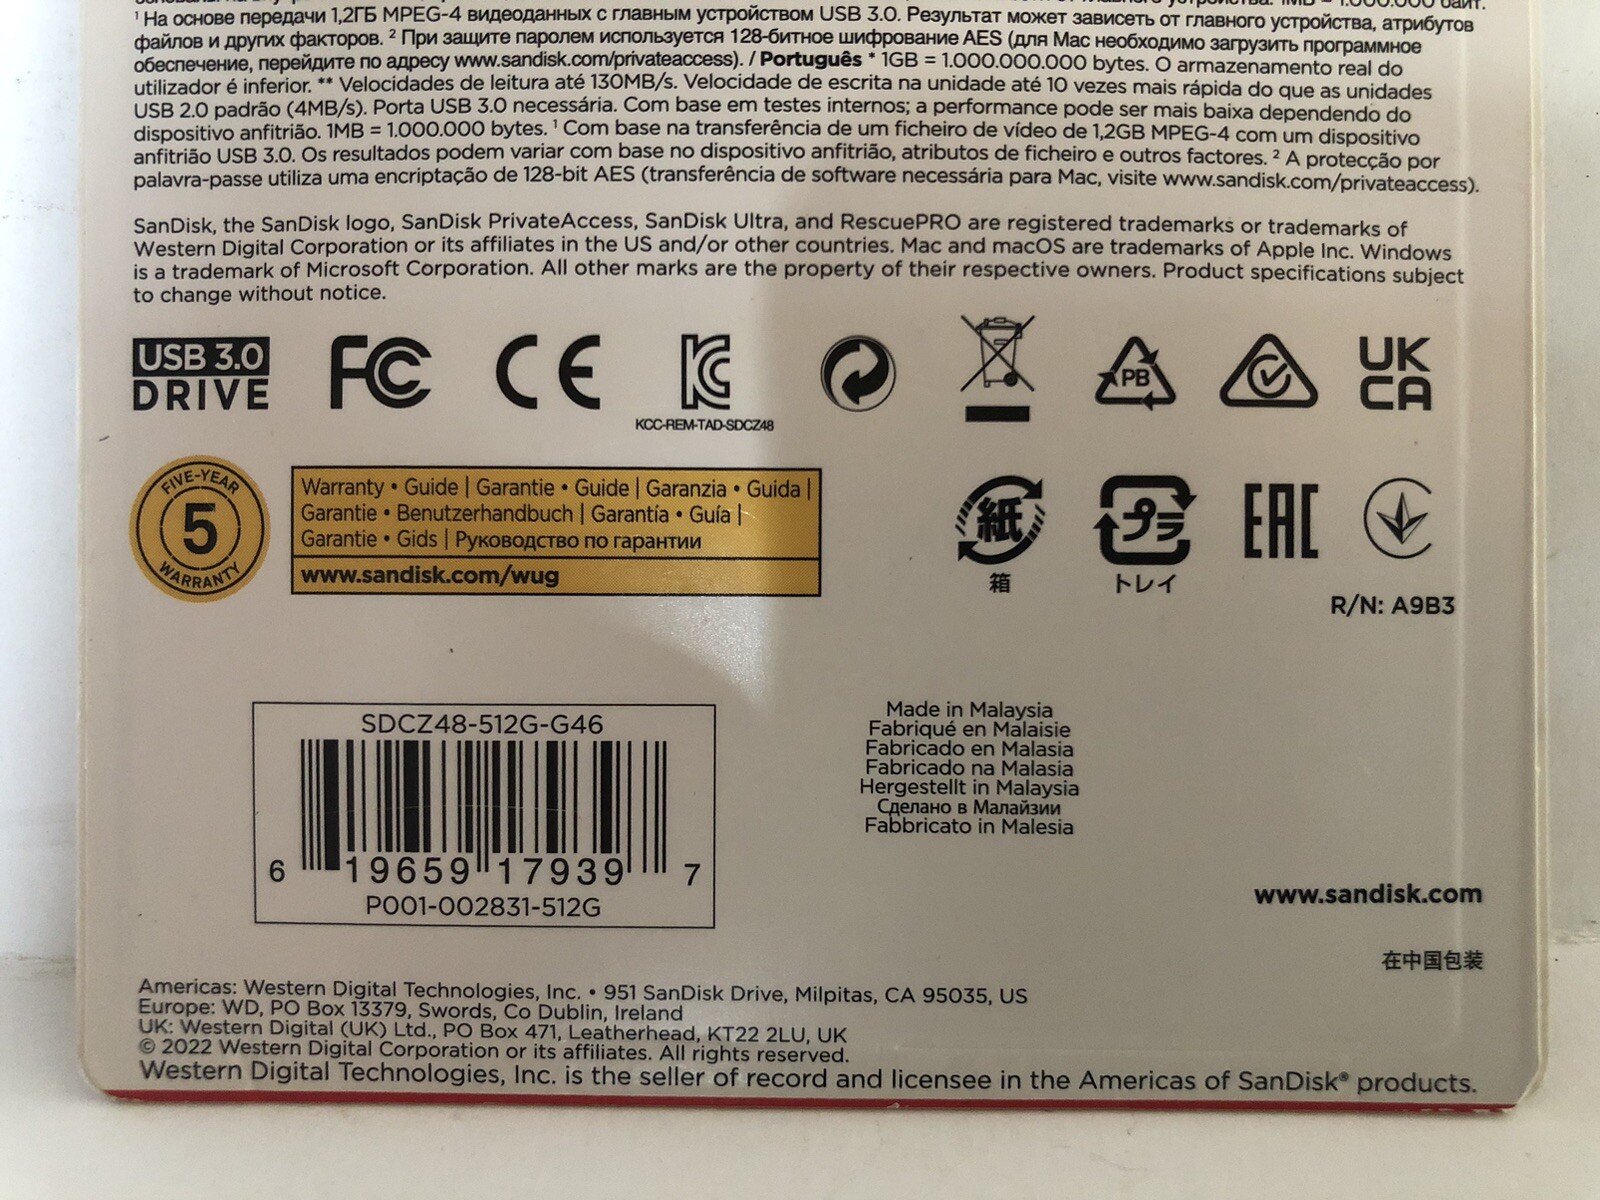 ¹ На основе передачи 1,2ГБ MPEG-4 видеоданных с главным устройством USB 3.0. Результат может зависеть от главного устройства, атрибутов
файлов и других факторов. ² При защите паролем используется 128-битное шифрование AES (для Mac необходимо загрузить программное
обеспечение, перейдите по адресу www.sandisk.com/privateaccess). / Português * 1GB = 1.000.000.000 bytes. O armazenamento real do
utilizador é inferior. ** Velocidades de leitura até 130MB/s. Velocidade de escrita na unidade até 10 vezes mais rápida do que as unidades
USB 2.0 padrão (4MB/s). Porta USB 3.0 necessária. Com base em testes internos; a performance pode ser mais baixa dependendo do
dispositivo anfitrião. 1MB = 1.000.000 bytes. ¹ Com base na transferência de um ficheiro de vídeo de 1,2GB MPEG-4 com um dispositivo
anfitrião USB 3.0. Os resultados podem variar com base no dispositivo anfitrião, atributos de ficheiro e outros factores. ² A protecção por
palavra-passe utiliza uma encriptação de 128-bit AES (transferência de software necessária para Mac, visite www.sandisk.com/privateaccess).
SanDisk, the SanDisk logo, SanDisk PrivateAccess, SanDisk Ultra, and RescuePRO are registered trademarks or trademarks of
Western Digital Corporation or its affiliates in the US and/or other countries. Mac and macOS are trademarks of Apple Inc. Windows
is a trademark of Microsoft Corporation. All other marks are the property of their respective owners. Product specifications subject
to change without notice.
USB 3.0
DRIVE
FC
CE
KC
KCC-REM-TAD-SDCZ48
PB
UK
CA
FIVE-YEAR
5
WARRANTY
Warranty • Guide | Garantie • Guide | Garanzia • Guida |
Garantie • Benutzerhandbuch | Garantía • Guía |
Garantie • Gids | Руководство по гарантии
www.sandisk.com/wug
紙
箱
プラ
トレイ
EAC
R/N: A9B3
SDCZ48-512G-G46
6 19659 17939 7
P001-002831-512G
Made in Malaysia
Fabriqué en Malaisie
Fabricado en Malasia
Fabricado na Malasia
Hergestellt in Malaysia
Сделано в Малайзии
Fabbricato in Malesia
www.sandisk.com
在中国包装
Americas: Western Digital Technologies, Inc. • 951 SanDisk Drive, Milpitas, CA 95035, US
Europe: WD, PO Box 13379, Swords, Co Dublin, Ireland
UK: Western Digital (UK) Ltd., PO Box 471, Leatherhead, KT22 2LU, UK
© 2022 Western Digital Corporation or its affiliates. All rights reserved.
Western Digital Technologies, Inc. is the seller of record and licensee in the Americas of SanDisk® products.